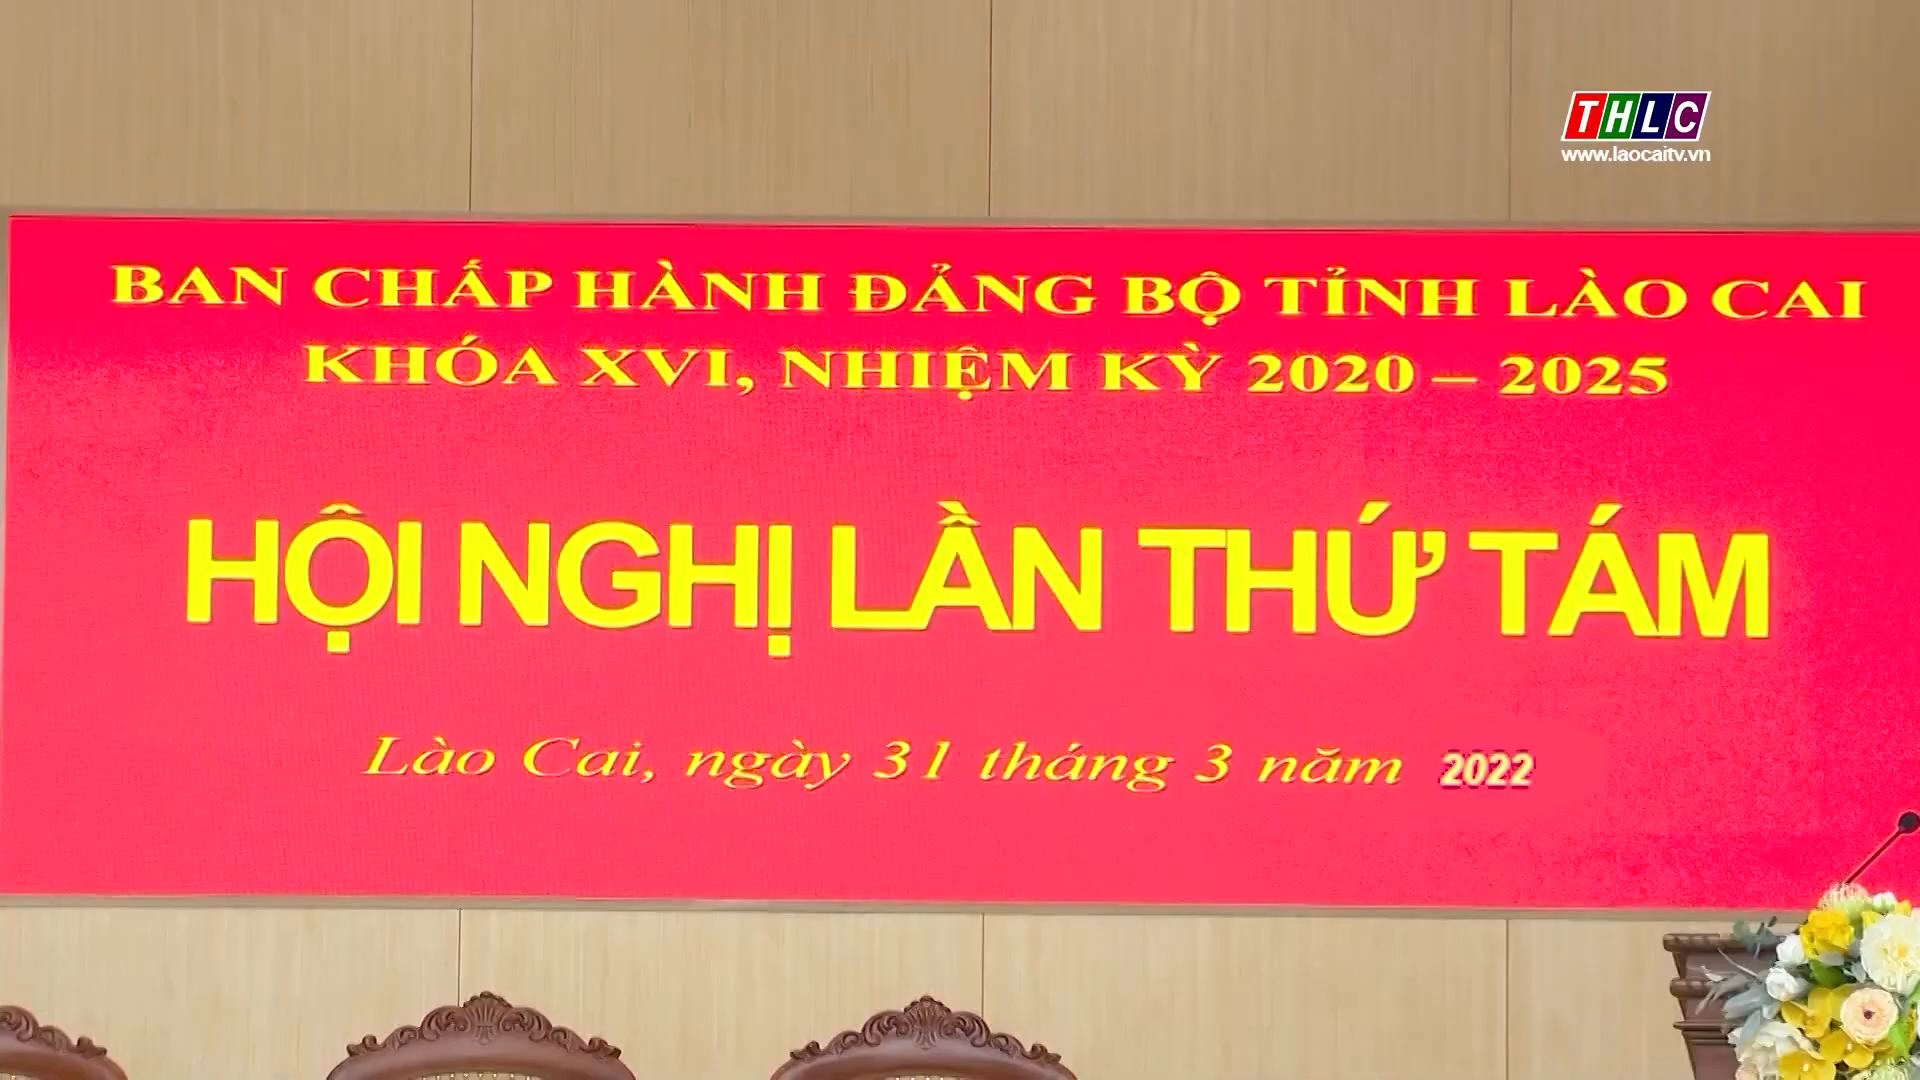 THLC
www.laocaitv.vn
BAN CHẤP HÀNH ĐẢNG BỘ TỈNH LÀO CAI
KHÓA XVI, NHIỆM KỲ 2020 – 2025
HỘI NGHỊ LẦN THỨ TÁM
Lào Cai, ngày 31 tháng 3 năm 2022